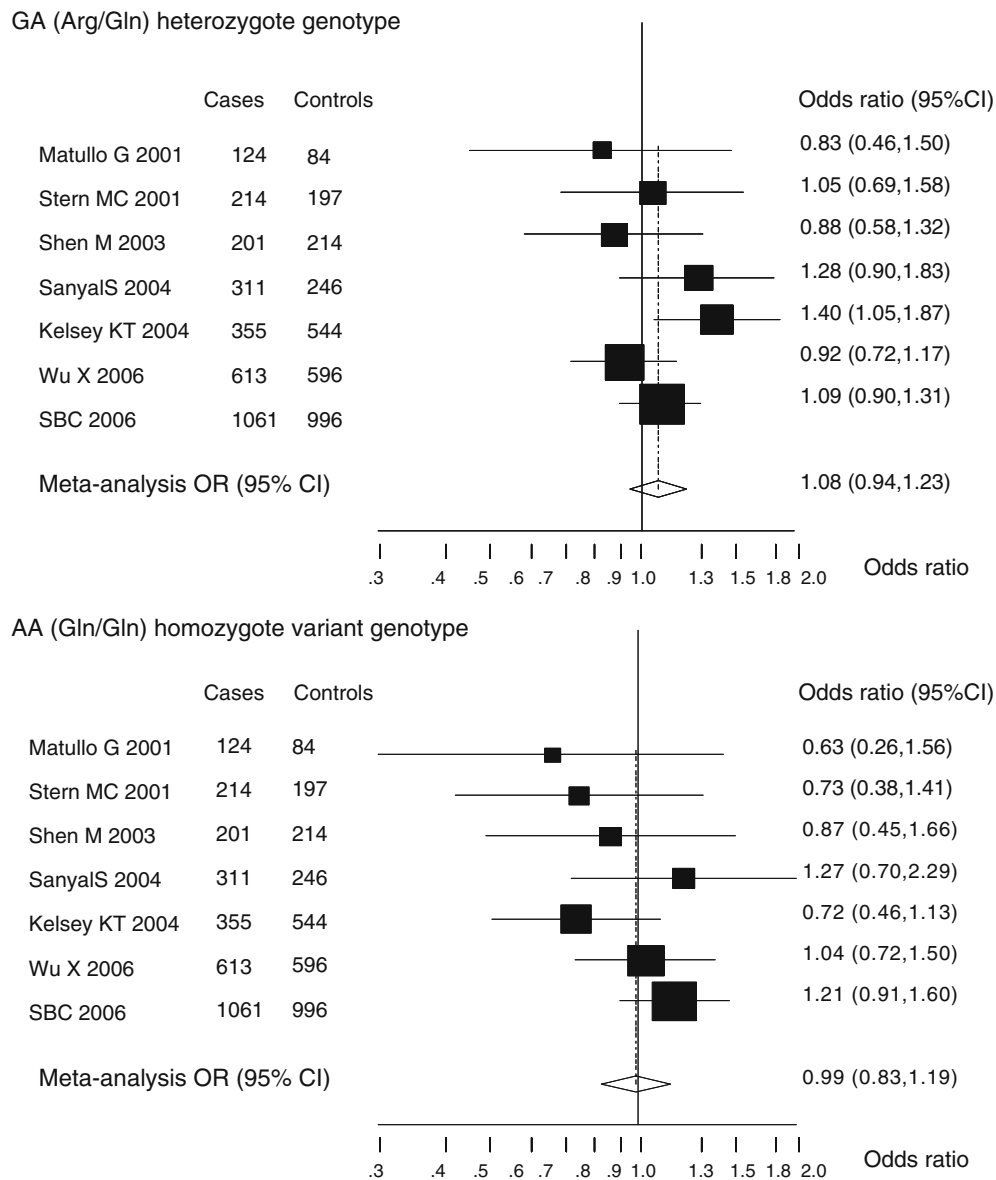 GA (Arg/Gln) heterozygote genotype
Cases Controls Odds ratio (95%CI)
Matullo G 2001 124 84 0.83 (0.46,1.50)
Stern MC 2001 214 197 1.05 (0.69,1.58)
Shen M 2003 201 214 0.88 (0.58,1.32)
SanyalS 2004 311 246 1.28 (0.90,1.83)
Kelsey KT 2004 355 544 1.40 (1.05,1.87)
Wu X 2006 613 596 0.92 (0.72,1.17)
SBC 2006 1061 996 1.09 (0.90,1.31)
Meta-analysis OR (95% CI) 1.08 (0.94,1.23)
.3 .4 .5 .6 .7 .8 .9 1.0 1.3 1.5 1.8 2.0 Odds ratio
AA (Gln/Gln) homozygote variant genotype
Cases Controls Odds ratio (95%CI)
Matullo G 2001 124 84 0.63 (0.26,1.56)
Stern MC 2001 214 197 0.73 (0.38,1.41)
Shen M 2003 201 214 0.87 (0.45,1.66)
SanyalS 2004 311 246 1.27 (0.70,2.29)
Kelsey KT 2004 355 544 0.72 (0.46,1.13)
Wu X 2006 613 596 1.04 (0.72,1.50)
SBC 2006 1061 996 1.21 (0.91,1.60)
Meta-analysis OR (95% CI) 0.99 (0.83,1.19)
.3 .4 .5 .6 .7 .8 .9 1.0 1.3 1.5 1.8 2.0 Odds ratio